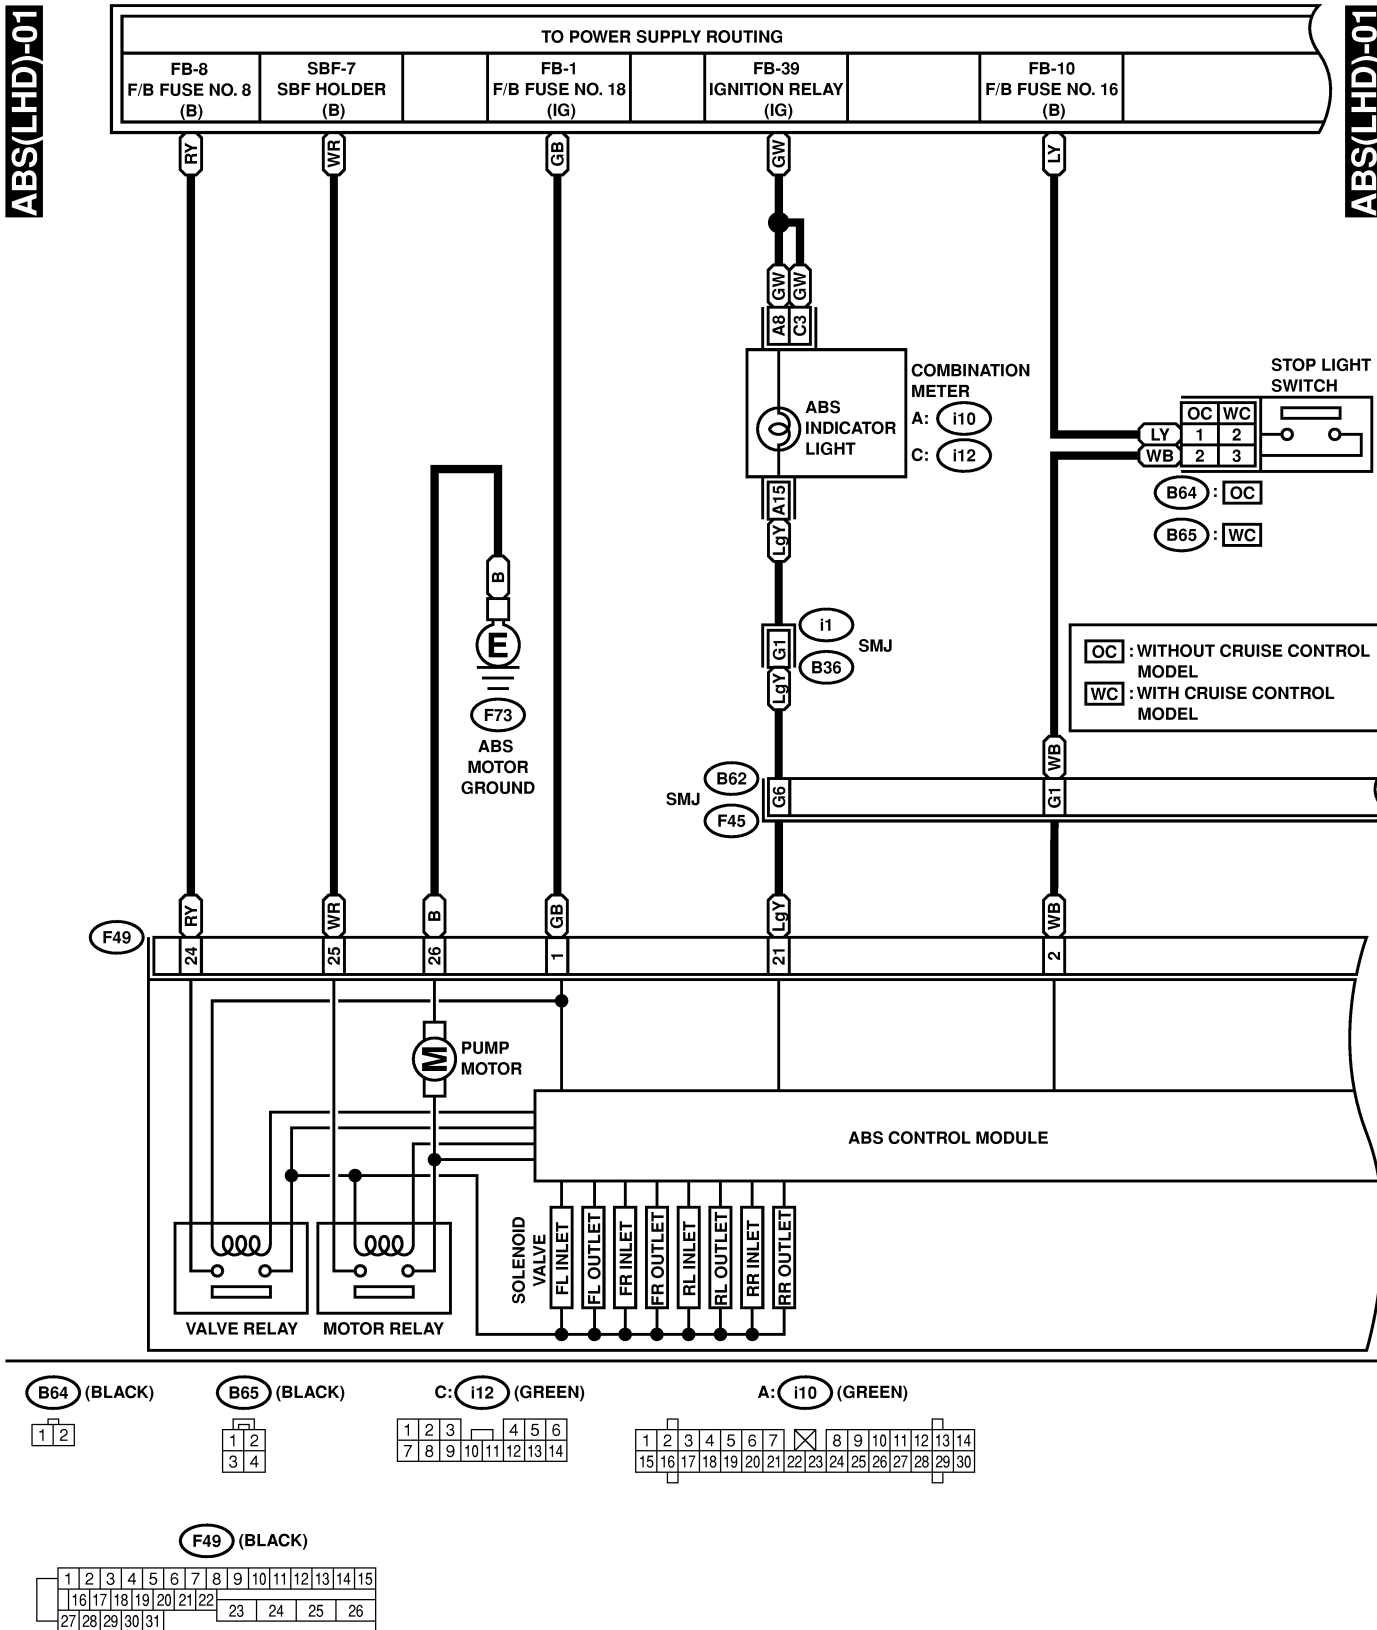 ABS(LHD)-01
ABS(LHD)-01
TO POWER SUPPLY ROUTING
FB-8
F/B FUSE NO. 8
(B)
SBF-7
SBF HOLDER
(B)
FB-1
F/B FUSE NO. 18
(IG)
FB-39
IGNITION RELAY
(IG)
FB-10
F/B FUSE NO. 16
(B)
RY
WR
GB
GW
LY
GW
GW
A8
C3
ABS
INDICATOR
LIGHT
COMBINATION
METER
A: i10
C: i12
A15
LgY
STOP LIGHT
SWITCH
OC WC
LY 1 2
WB 2 3
B64 : OC
B65 : WC
B
E
F73
ABS
MOTOR
GROUND
i1
G1
SMJ
B36
LgY
OC : WITHOUT CRUISE CONTROL
MODEL
WC : WITH CRUISE CONTROL
MODEL
WB
B62
SMJ
F45
G6
G1
RY
WR
B
GB
LgY
WB
F49
24
25
26
1
21
2
M
PUMP
MOTOR
ABS CONTROL MODULE
SOLENOID
VALVE
FL INLET
FL OUTLET
FR INLET
FR OUTLET
RL INLET
RL OUTLET
RR INLET
RR OUTLET
VALVE RELAY
MOTOR RELAY
B64 (BLACK)
1 2
B65 (BLACK)
1 2
3 4
C: i12 (GREEN)
1 2 3 4 5 6
7 8 9 10 11 12 13 14
A: i10 (GREEN)
1 2 3 4 5 6 7 8 9 10 11 12 13 14
15 16 17 18 19 20 21 22 23 24 25 26 27 28 29 30
F49 (BLACK)
1 2 3 4 5 6 7 8 9 10 11 12 13 14 15
16 17 18 19 20 21 22
23 24 25 26
27 28 29 30 31